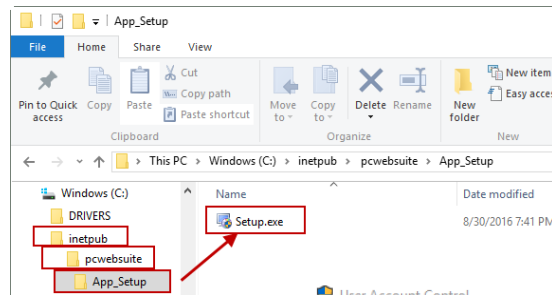 App_Setup
File Home Share View
Cut
Copy path
Paste shortcut
Pin to Quick access
Copy
Paste
Move to
Copy to
Delete
Rename
New folder
New item
Easy acces
Clipboard Organize New
This PC > Windows (C:) > inetpub > pcwebsuite > App_Setup
Windows (C:) Name Date modified
DRIVERS Setup.exe 8/30/2016 7:41 PM
inetpub
pcwebsuite
App_Setup
User Account Control